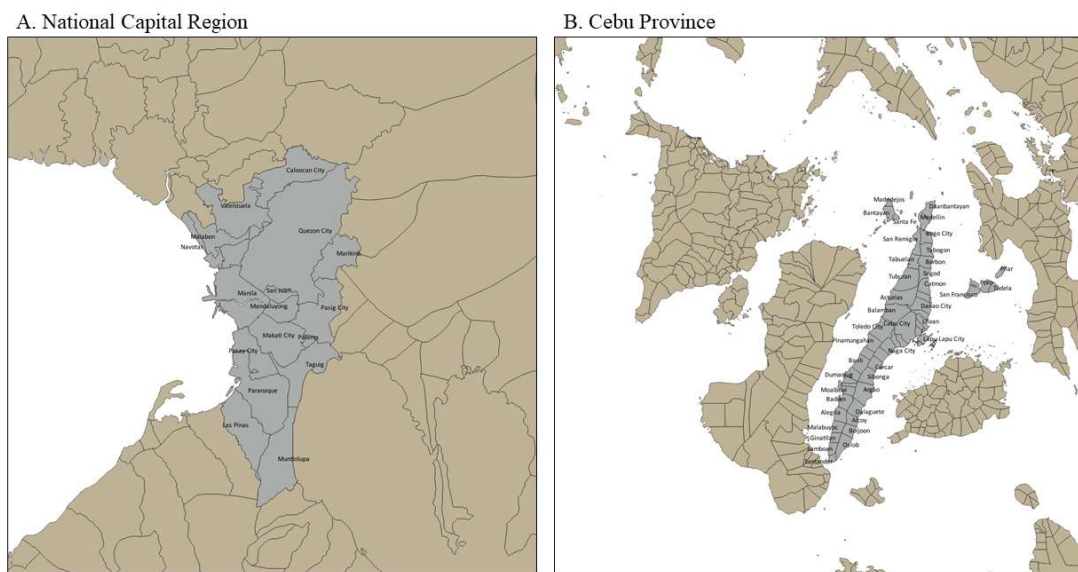 A. National Capital Region
B. Cebu Province
Caloocan City
Valenzuela
Quezon City
Malabon
Navotas
Marikina
San Juan
Manila
Mandaluyong
Pasig City
Makati City
Pateros
Pasay City
Taguig
Paranaque
Las Pinas
Muntinlupa
Madedejos
Daanbantayan
Bantayan
Medellin
Santa Fe
Bogo City
San Remigio
Tabogon
Tabuelan
Borbon
Sogod
Pilar
Tubulan
Catmon
Poro
Tudela
San Francisco
Asturias
Danao City
Balamban
Liloan
Cebu City
Toledo City
Lapu-Lapu City
Pinamungahan
Naga City
Barili
Carcar
Dumanjug
Sibonga
Moalboal
Argao
Badian
Alegria
Dalaguete
Alcoy
Malabuyoc
Boljoon
Ginatilan
Oslob
Samboan
Santander